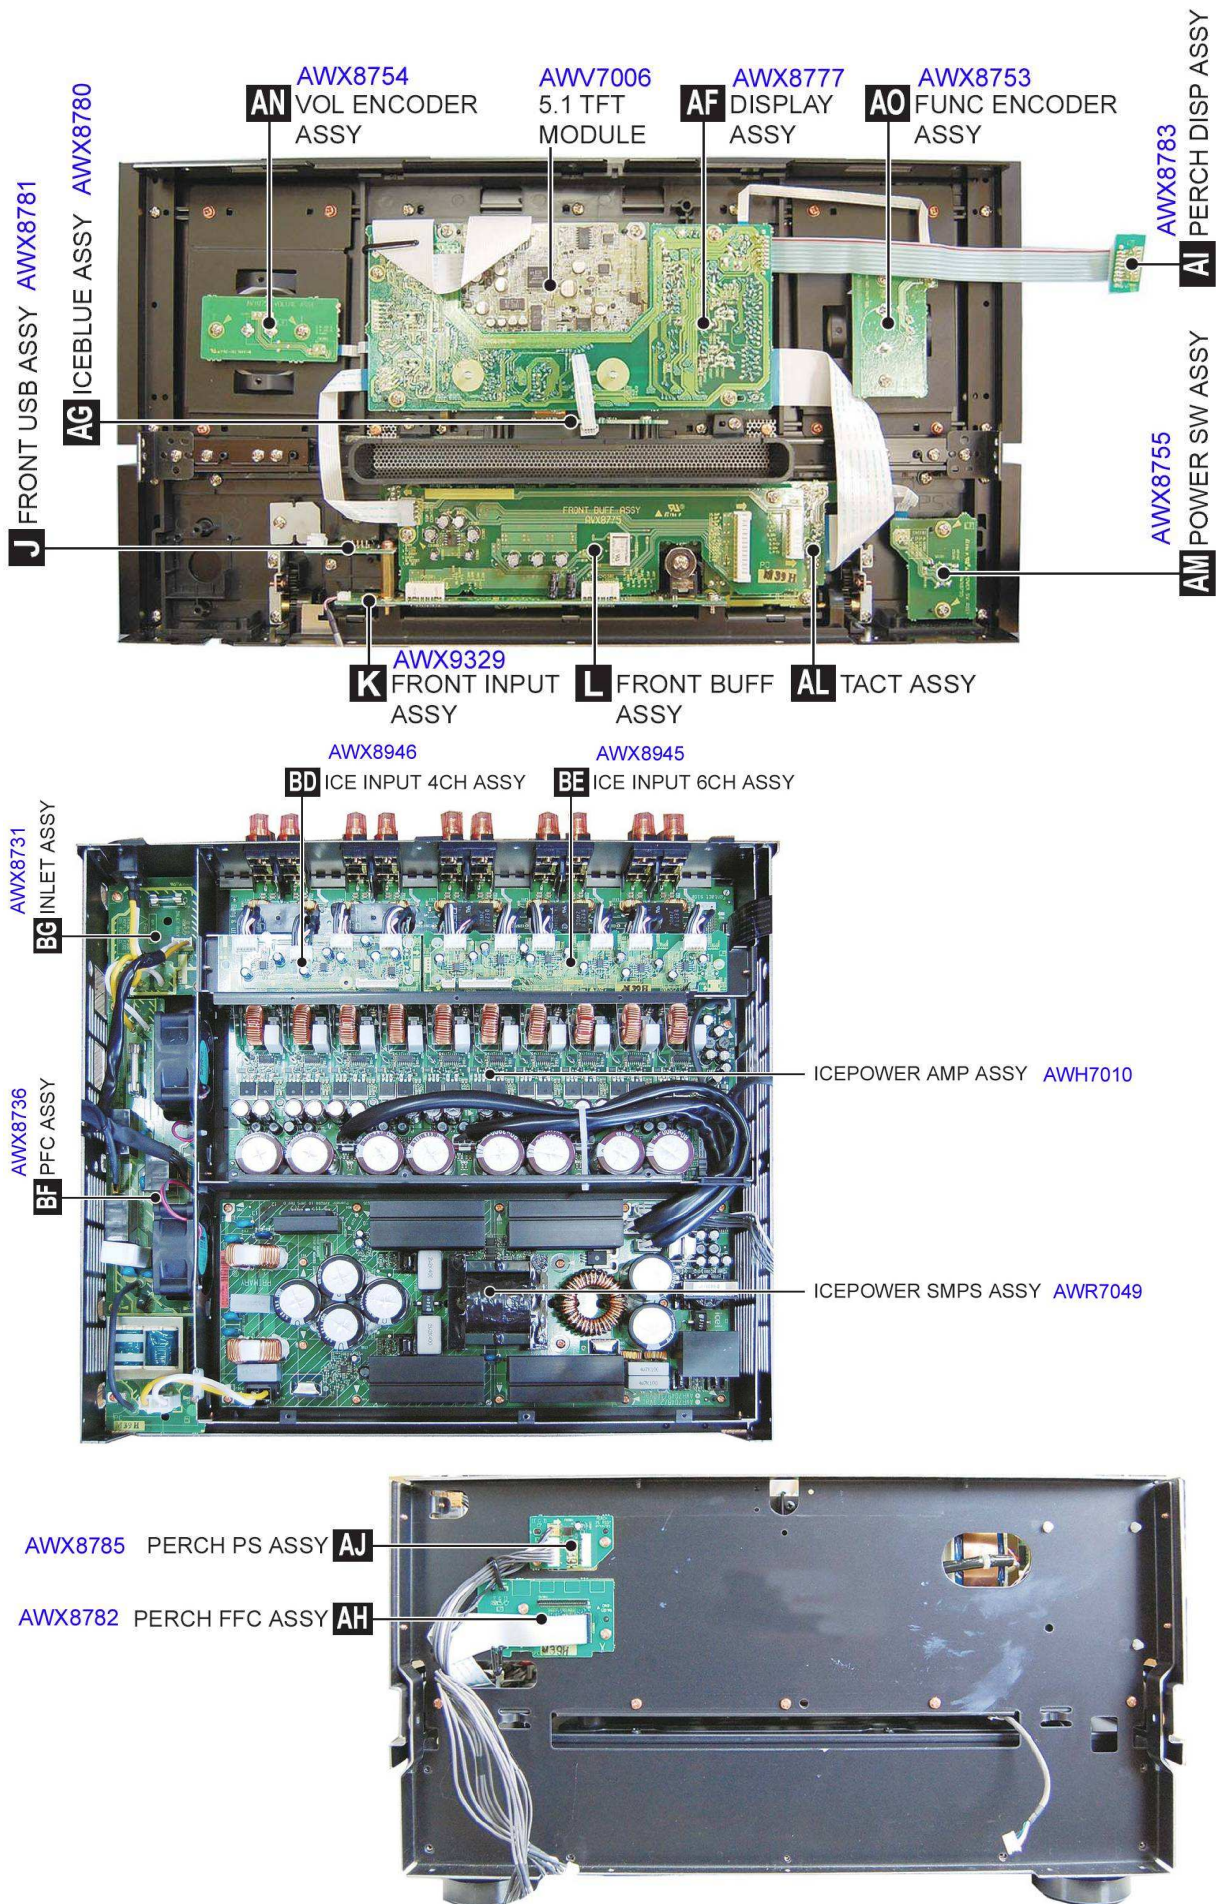 AWX8754
AN VOL ENCODER
ASSY
AWV7006
5.1 TFT
MODULE
AWX8777
AF DISPLAY
ASSY
AWX8753
AO FUNC ENCODER
ASSY
AI PERCH DISP ASSY
AWX8783
AG ICEBLUE ASSY AWX8780
J FRONT USB ASSY AWX8781
AWX8755
AM POWER SW ASSY
FRONT BUFF ASSY
AWX8775
AWX9329
K FRONT INPUT
ASSY
L FRONT BUFF
ASSY
AL TACT ASSY
AWX8946
BD ICE INPUT 4CH ASSY
AWX8945
BE ICE INPUT 6CH ASSY
AWX8731
BG INLET ASSY
ICEPOWER AMP ASSY AWH7010
AWX8736
BF PFC ASSY
PRIMARY
ICEPOWER SMPS ASSY AWR7049
AWX8785 PERCH PS ASSY AJ
AWX8782 PERCH FFC ASSY AH